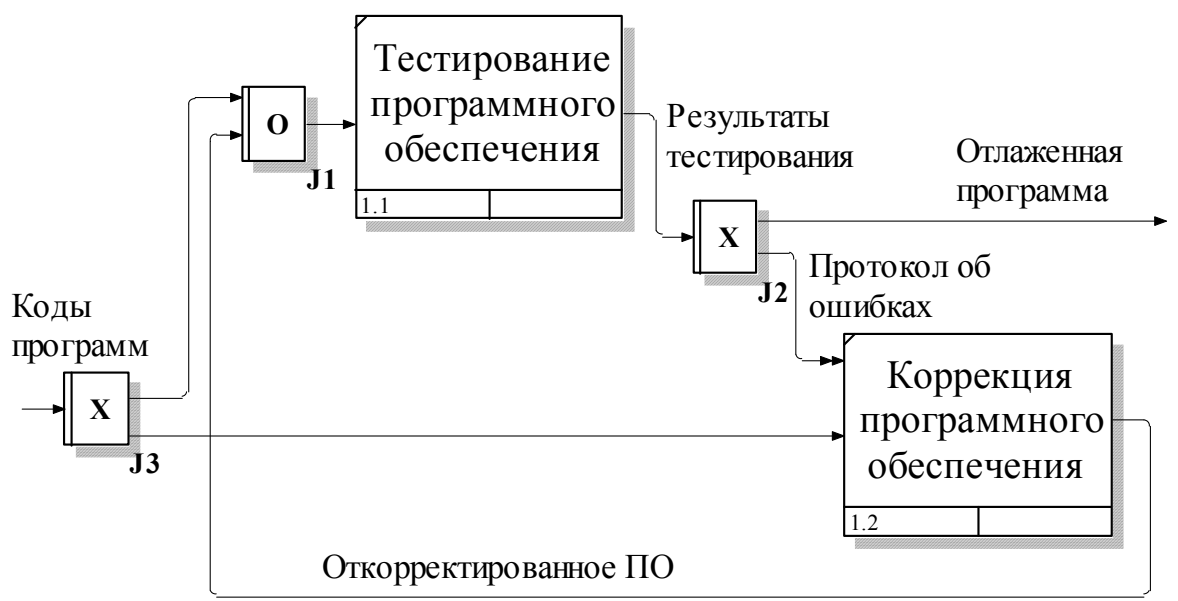 Тестирование
программного
обеспечения
1.1
О
J1
Результаты
тестирования
Отлаженная
программа
X
J2
Протокол об
ошибках
Коды
программ
X
J3
Коррекция
программного
обеспечения
1.2
Откорректированное ПО